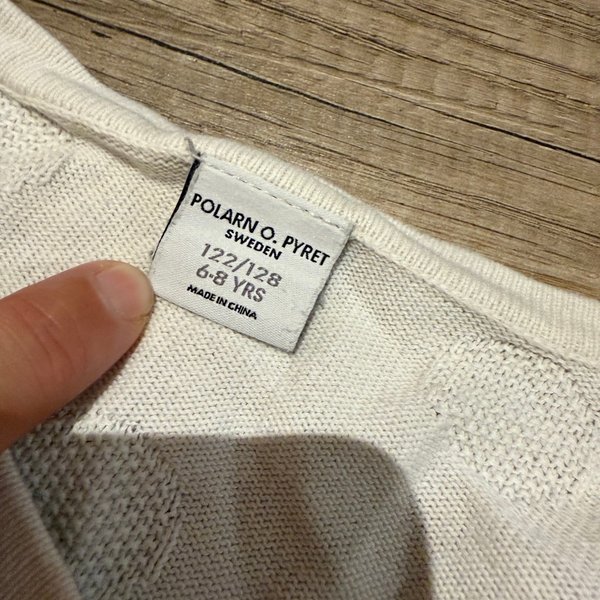 POLARN O. PYRET
SWEDEN
122/128
6-8 YRS
MADE IN CHINA